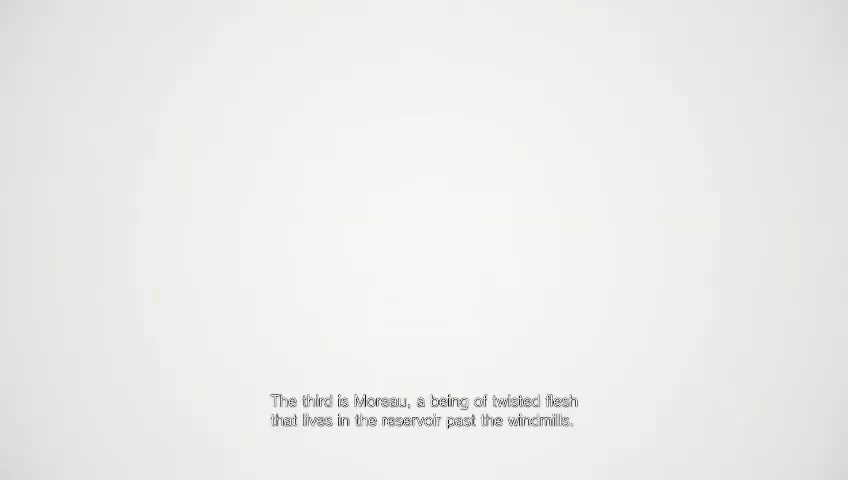 The third is Moreau, a being of twisted flesh
that lives in the reservoir past the windmills.